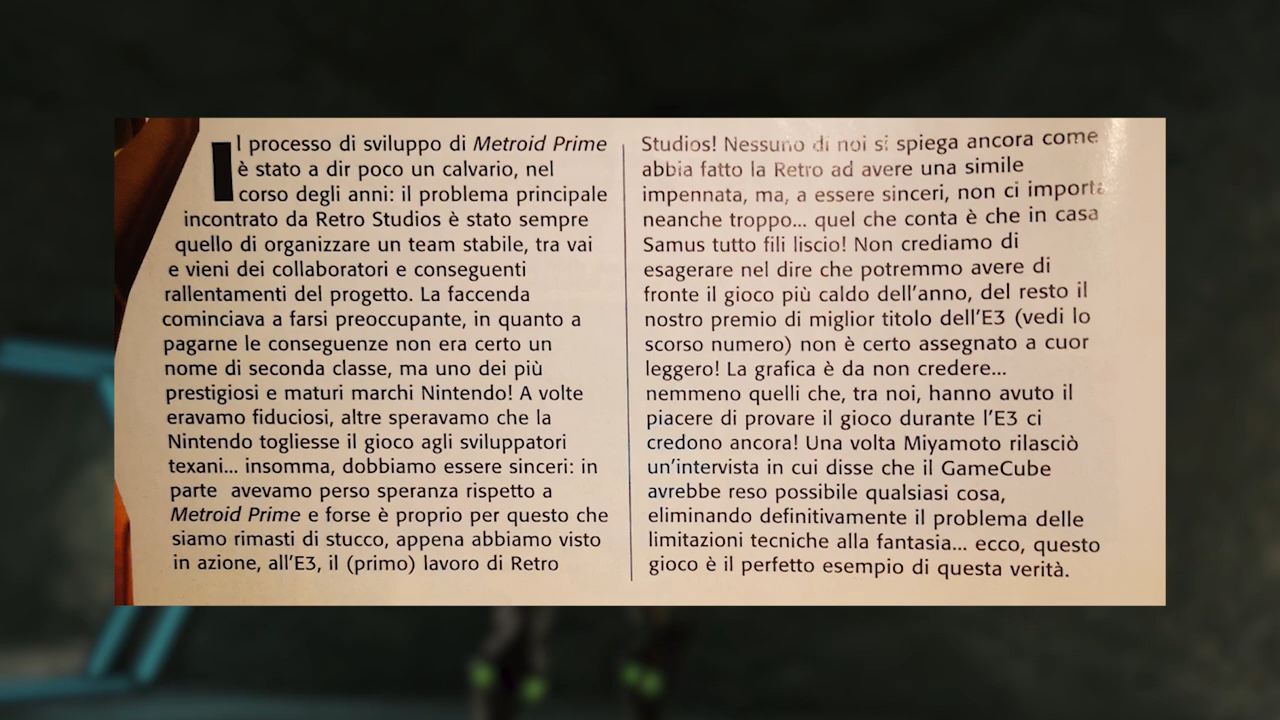 Il processo di sviluppo di Metroid Prime
è stato a dir poco un calvario, nel
corso degli anni: il problema principale
incontrato da Retro Studios è stato sempre
quello di organizzare un team stabile, tra vai
e vieni dei collaboratori e conseguenti
rallentamenti del progetto. La faccenda
cominciava a farsi preoccupante, in quanto a
pagarne le conseguenze non era certo un
nome di seconda classe, ma uno dei più
prestigiosi e maturi marchi Nintendo! A volte
eravamo fiduciosi, altre speravamo che la
Nintendo togliesse il gioco agli sviluppatori
texani... insomma, dobbiamo essere sinceri: in
parte avevamo perso speranza rispetto a
Metroid Prime e forse è proprio per questo che
siamo rimasti di stucco, appena abbiamo visto
in azione, all'E3, il (primo) lavoro di Retro
Studios! Nessuno di noi si spiega ancora come
abbia fatto la Retro ad avere una simile
impennata, ma, a essere sinceri, non ci importa
neanche troppo... quel che conta è che in casa
Samus tutto fili liscio! Non crediamo di
esagerare nel dire che potremmo avere di
fronte il gioco più caldo dell'anno, del resto il
nostro premio di miglior titolo dell'E3 (vedi lo
scorso numero) non è certo assegnato a cuor
leggero! La grafica è da non credere...
nemmeno quelli che, tra noi, hanno avuto il
piacere di provare il gioco durante l'E3 ci
credono ancora! Una volta Miyamoto rilasciò
un'intervista in cui disse che il GameCube
avrebbe reso possibile qualsiasi cosa,
eliminando definitivamente il problema delle
limitazioni tecniche alla fantasia... ecco, questo
gioco è il perfetto esempio di questa verità.